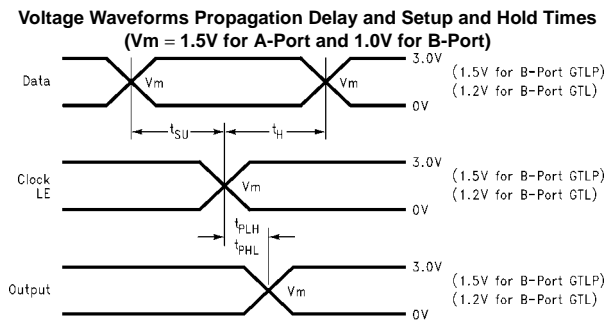 Voltage Waveforms Propagation Delay and Setup and Hold Times
(Vm = 1.5V for A-Port and 1.0V for B-Port)
Data
Vm
Vm
3.0V
(1.5V for B-Port GTLP)
(1.2V for B-Port GTL)
0V
tSU
tH
Clock
LE
Vm
3.0V
(1.5V for B-Port GTLP)
(1.2V for B-Port GTL)
0V
tPLH
tPHL
Output
Vm
3.0V
(1.5V for B-Port GTLP)
(1.2V for B-Port GTL)
0V